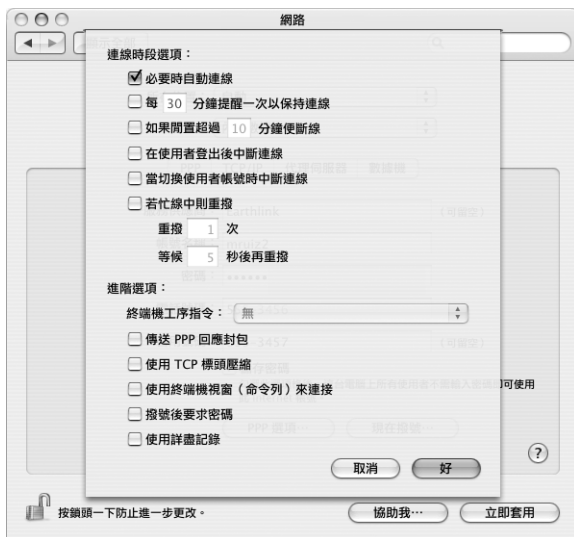 網路
連線時段選項：
必要時自動連線
每 30 分鐘提醒一次以保持連線
如果閒置超過 10 分鐘便斷線
在使用者登出後中斷連線
當切換使用者帳號時中斷連線
若忙線中則重撥
重撥 1 次
等候 5 秒後再重撥
進階選項：
終端機工序指令： 無
傳送 PPP 回應封包
使用 TCP 標頭壓縮
使用終端機視窗（命令列）來連接
撥號後要求密碼
使用詳盡記錄
取消 好
?
按鎖頭一下防止進一步更改。 協助我⋯ 立即套用